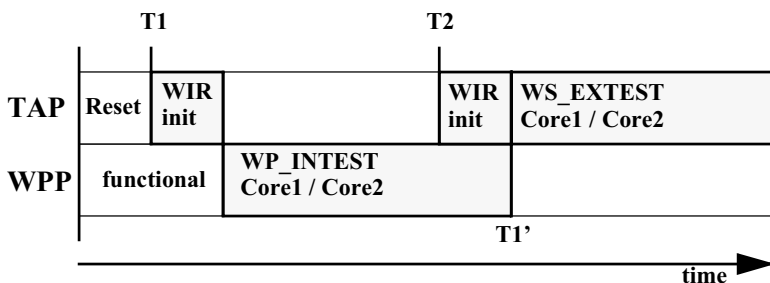 T1 T2
TAP Reset WIR init WIR init WS_EXTEST Core1 / Core2
WPP functional WP_INTEST Core1 / Core2
T1’
time